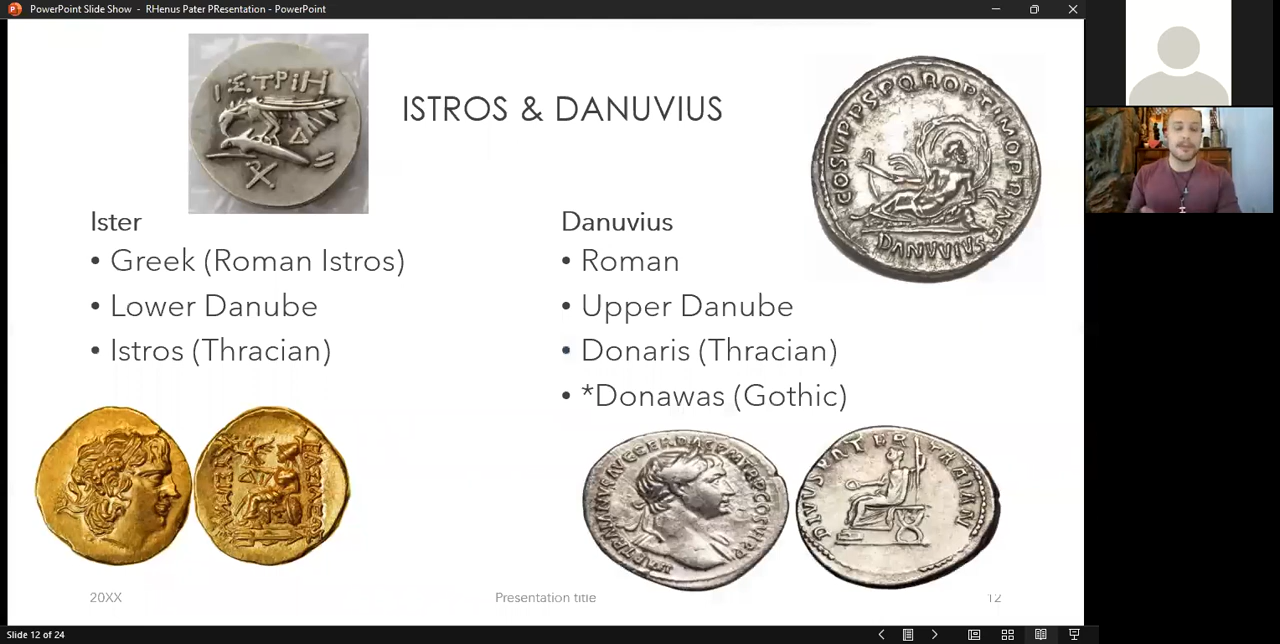 PowerPoint Slide Show - RHenus Pater PResentation - PowerPoint
ΙΣΤΡΙΗ
ISTROS & DANUVIUS
COSVIPPSPQROPTIMOPRINC
DANVVIVS
Ister
• Greek (Roman Istros)
• Lower Danube
• Istros (Thracian)
Danuvius
• Roman
• Upper Danube
• Donaris (Thracian)
• *Donawas (Gothic)
20XX
Presentation title
12
Slide 12 of 24